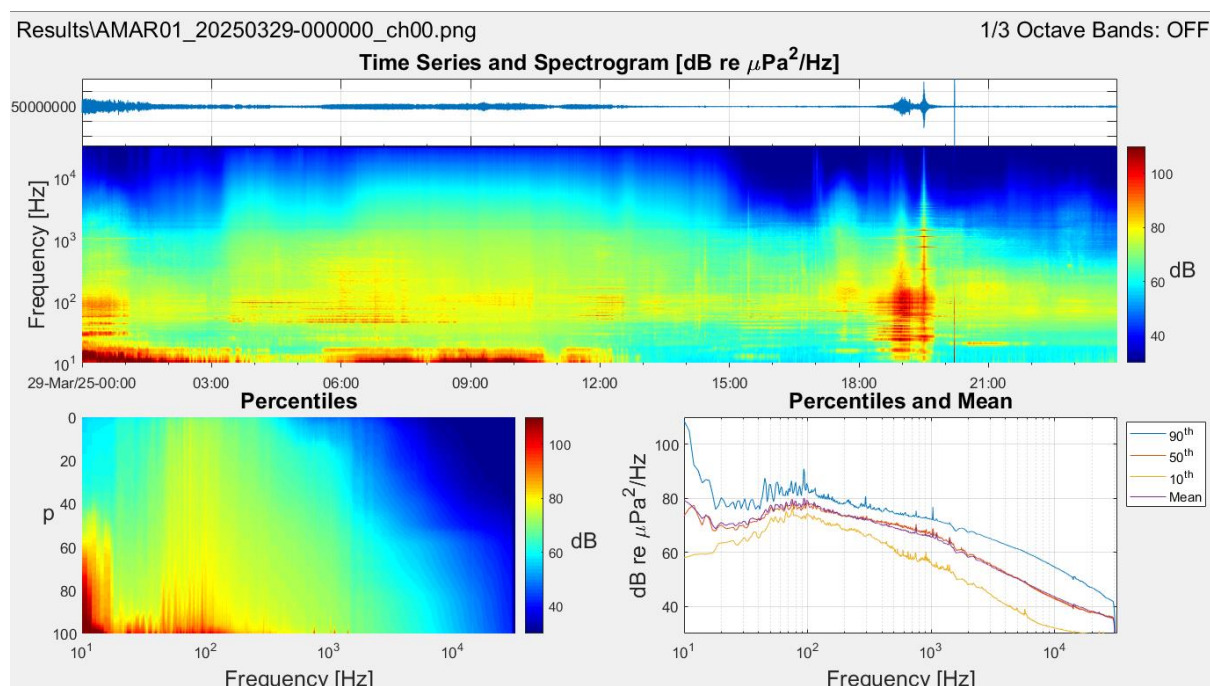 Results\AMAR01_20250329-000000_ch00.png
1/3 Octave Bands: OFF
Time Series and Spectrogram [dB re μPa²/Hz]
50000000
Frequency [Hz]
10⁴
10³
10²
10¹
29-Mar/25-00:00 03:00 06:00 09:00 12:00 15:00 18:00 21:00
100
80
60
40
dB
Percentiles
p
0
20
40
60
80
100
10¹ 10² 10³ 10⁴
Frequency [Hz]
100
80
60
40
dB
Percentiles and Mean
dB re μPa²/Hz
100
80
60
40
10¹ 10² 10³ 10⁴
Frequency [Hz]
90ᵗʰ
50ᵗʰ
10ᵗʰ
Mean